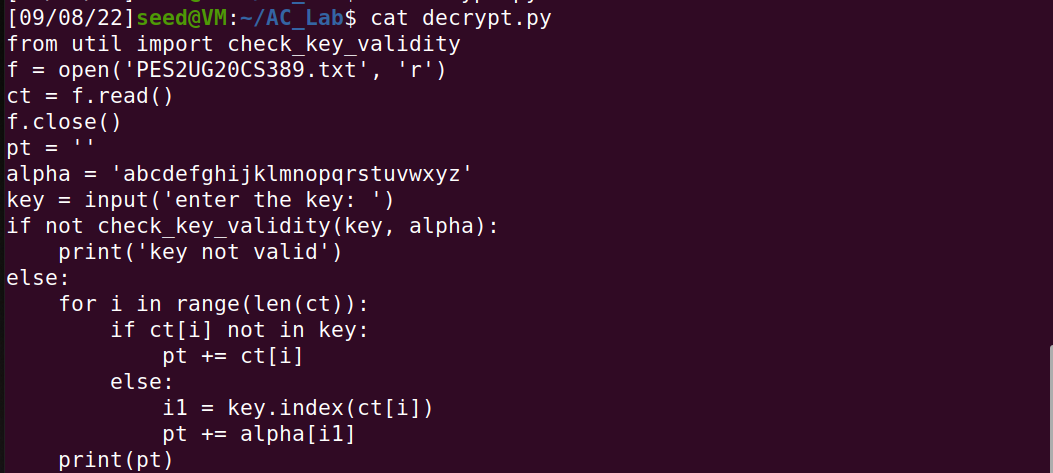 [09/08/22]seed@VM:~/AC_Lab$ cat decrypt.py
from util import check_key_validity
f = open('PES2UG20CS389.txt', 'r')
ct = f.read()
f.close()
pt = ''
alpha = 'abcdefghijklmnopqrstuvwxyz'
key = input('enter the key: ')
if not check_key_validity(key, alpha):
    print('key not valid')
else:
    for i in range(len(ct)):
        if ct[i] not in key:
            pt += ct[i]
        else:
            i1 = key.index(ct[i])
            pt += alpha[i1]
    print(pt)